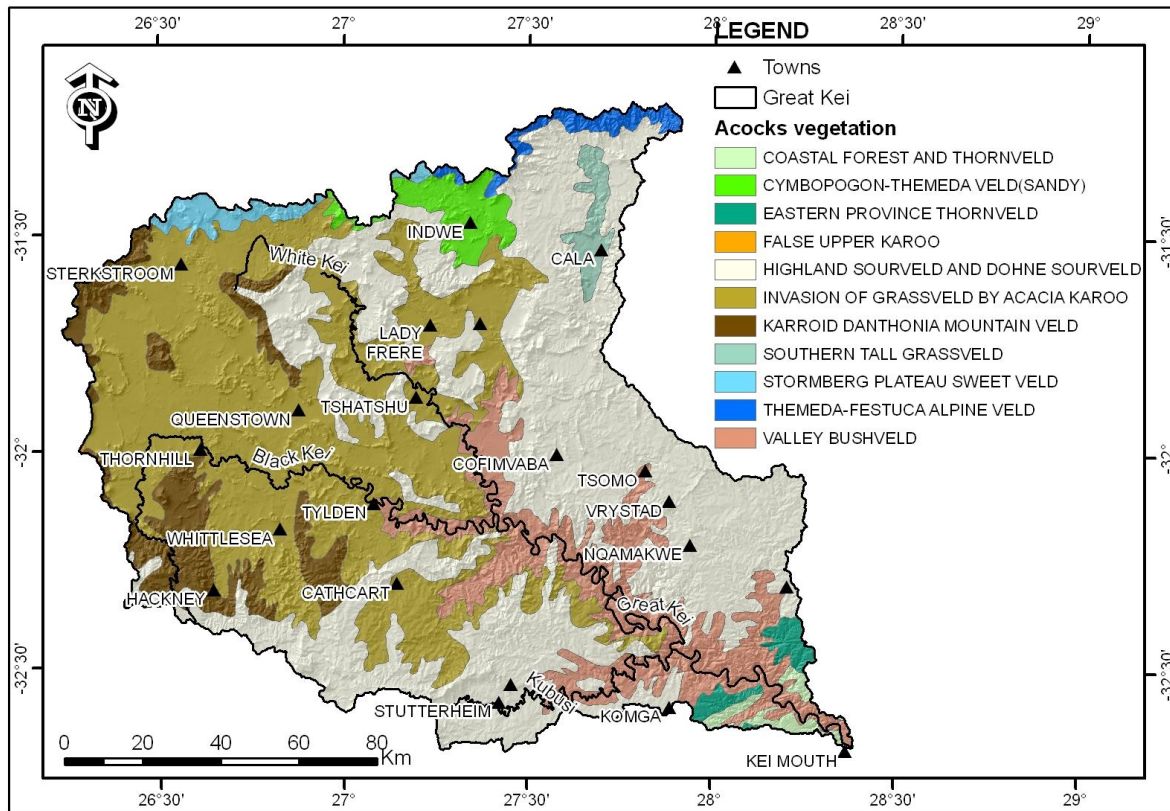 26°30' 27° 27°30' 28° 28°30' 29°
LEGEND
Towns
Great Kei
Acocks vegetation
COASTAL FOREST AND THORNVELD
CYMBOPOGON-THEMEDA VELD(SANDY)
EASTERN PROVINCE THORNVELD
FALSE UPPER KAROO
HIGHLAND SOURVELD AND DOHNE SOURVELD
INVASION OF GRASSVELD BY ACACIA KAROO
KARROID DANTHONIA MOUNTAIN VELD
SOUTHERN TALL GRASSVELD
STORMBERG PLATEAU SWEET VELD
THEMEDA-FESTUCA ALPINE VELD
VALLEY BUSHVELD
N
-31°30'
-31°30'
INDWE
CALA
White Kei
STERKSTROOM
LADY
FRERE
TSHATSHU
QUEENSTOWN
-32°
-32°
THORNHILL
Black Kei
COFIMVABA
TSOMO
TYLDEN
VRYSTAD
WHITTLESEA
NQAMAKWE
HACKNEY
CATHCART
Great Kei
-32°30'
-32°30'
Kubusi
STUTTERHEIM
KOMGA
KEI MOUTH
0 20 40 60 80
Km
26°30' 27° 27°30' 28° 28°30' 29°